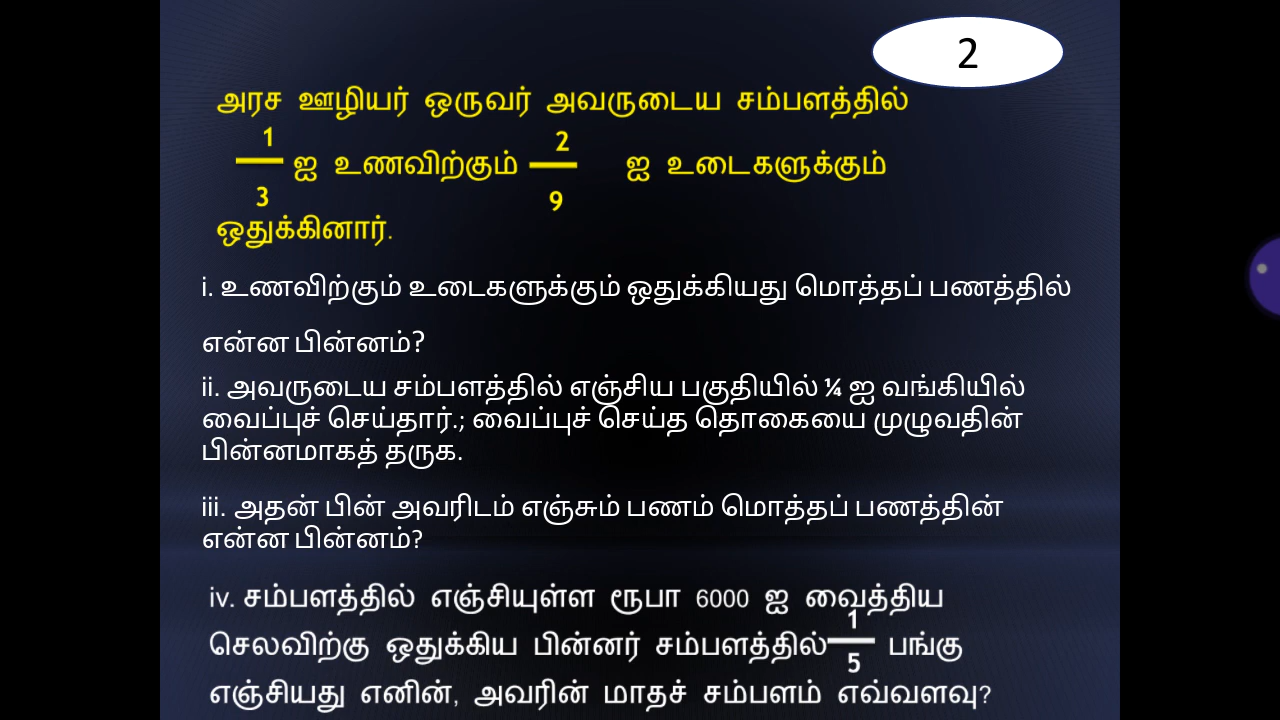 2
அரச ஊழியர் ஒருவர் அவருடைய சம்பளத்தில்
1/3 ஐ உணவிற்கும் 2/9 ஐ உடைகளுக்கும்
ஒதுக்கினார்.
i. உணவிற்கும் உடைகளுக்கும் ஒதுக்கியது மொத்தப் பணத்தில்
என்ன பின்னம்?
ii. அவருடைய சம்பளத்தில் எஞ்சிய பகுதியில் ¼ ஐ வங்கியில்
வைப்புச் செய்தார்.; வைப்புச் செய்த தொகையை முழுவதின்
பின்னமாகத் தருக.
iii. அதன் பின் அவரிடம் எஞ்சும் பணம் மொத்தப் பணத்தின்
என்ன பின்னம்?
iv. சம்பளத்தில் எஞ்சியுள்ள ரூபா 6000 ஐ வைத்திய
செலவிற்கு ஒதுக்கிய பின்னர் சம்பளத்தில் 1/5 பங்கு
எஞ்சியது எனின், அவரின் மாதச் சம்பளம் எவ்வளவு?